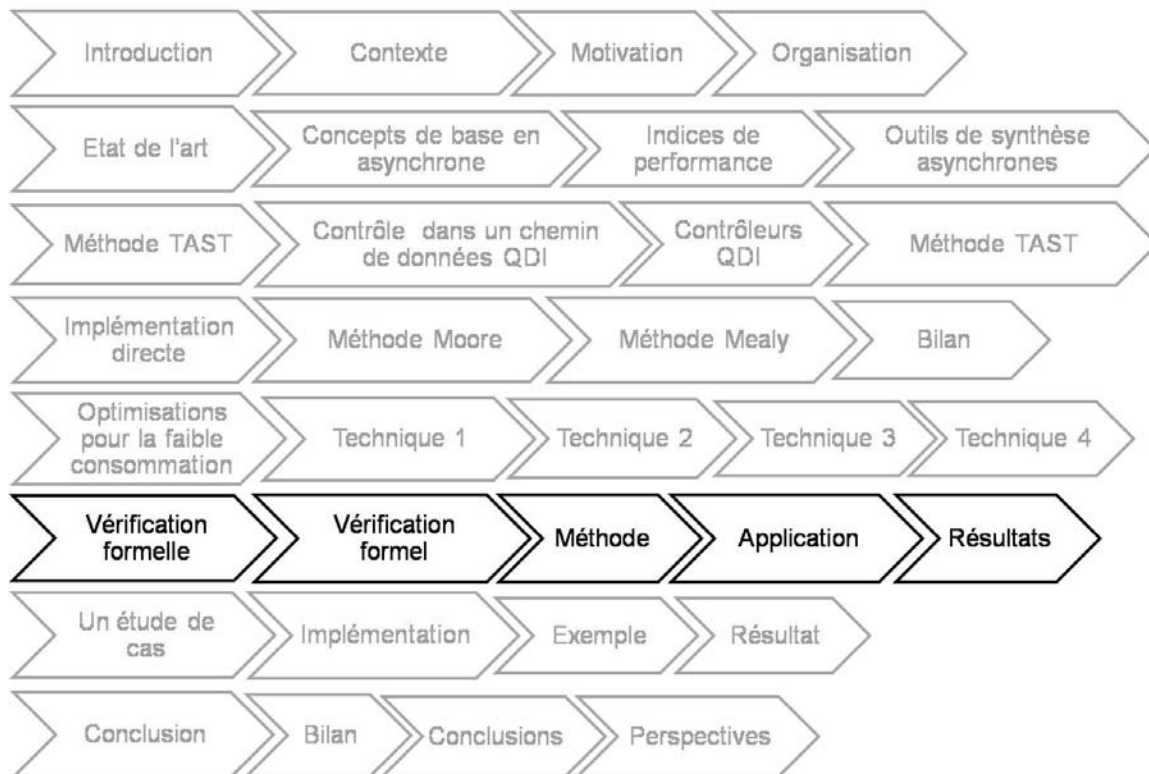 Introduction
Contexte
Motivation
Organisation
Etat de l'art
Concepts de base en
asynchrone
Indices de
performance
Outils de synthèse
asynchrones
Méthode TAST
Contrôle dans un chemin
de données QDI
Contrôleurs
QDI
Méthode TAST
Implémentation
directe
Méthode Moore
Méthode Mealy
Bilan
Optimisations
pour la faible
consommation
Technique 1
Technique 2
Technique 3
Technique 4
Vérification
formelle
Vérification
formel
Méthode
Application
Résultats
Un étude de
cas
Implémentation
Exemple
Résultat
Conclusion
Bilan
Conclusions
Perspectives